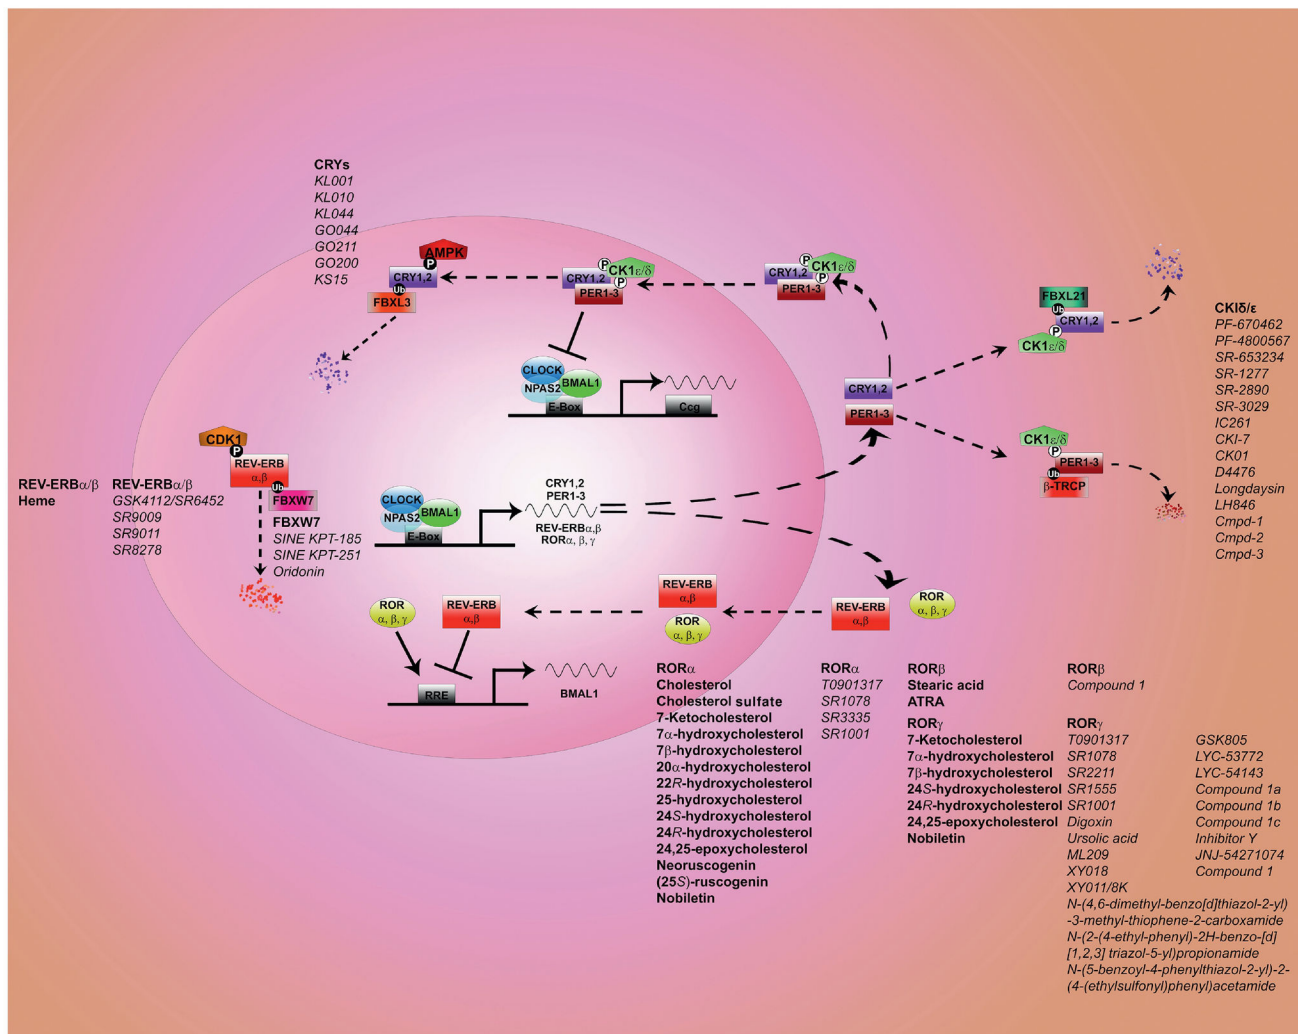 CRYs
KL001
KL010
KL044
GO044
GO211
GO200
KS15
AMPK
P
CRY1,2
Ub
FBXL3
P
CK1ε/δ
CRY1,2
P
PER1-3
P
CK1ε/δ
CRY1,2
P
PER1-3
FBXL21
Ub
CRY1,2
P
CK1ε/δ
CRY1,2
PER1-3
CK1ε/δ
P
PER1-3
Ub
β-TRCP
CKIδ/ε
PF-670462
PF-4800567
SR-653234
SR-1277
SR-2890
SR-3029
IC261
CKI-7
CK01
D4476
Longdaysin
LH846
Cmpd-1
Cmpd-2
Cmpd-3
CLOCK
NPAS2
BMAL1
E-Box
Ccg
CDK1
P
REV-ERB
α,β
Ub
FBXW7
REV-ERBα/β
Heme
REV-ERBα/β
GSK4112/SR6452
SR9009
SR9011
SR8278
FBXW7
SINE KPT-185
SINE KPT-251
Oridonin
CLOCK
NPAS2
BMAL1
E-Box
CRY1,2
PER1-3
REV-ERBα,β
RORα, β, γ
ROR
α, β, γ
REV-ERB
α,β
REV-ERB
α,β
ROR
α, β, γ
REV-ERB
α,β
ROR
α, β, γ
RRE
BMAL1
RORα
Cholesterol
Cholesterol sulfate
7-Ketocholesterol
7α-hydroxycholesterol
7β-hydroxycholesterol
20α-hydroxycholesterol
22R-hydroxycholesterol
25-hydroxycholesterol
24S-hydroxycholesterol
24R-hydroxycholesterol
24,25-epoxycholesterol
Neoruscogenin
(25S)-ruscogenin
Nobiletin
RORα
T0901317
SR1078
SR3335
SR1001
RORβ
Stearic acid
ATRA
RORγ
7-Ketocholesterol
7α-hydroxycholesterol
7β-hydroxycholesterol
24S-hydroxycholesterol
24R-hydroxycholesterol
24,25-epoxycholesterol
Nobiletin
RORβ
Compound 1
RORγ
T0901317
SR1078
SR2211
SR1555
SR1001
Digoxin
Ursolic acid
ML209
XY018
XY011/8K
GSK805
LYC-53772
LYC-54143
Compound 1a
Compound 1b
Compound 1c
Inhibitor Y
JNJ-54271074
Compound 1
N-(4,6-dimethyl-benzo[d]thiazol-2-yl)
-3-methyl-thiophene-2-carboxamide
N-(2-(4-ethyl-phenyl)-2H-benzo-[d]
[1,2,3] triazol-5-yl)propionamide
N-(5-benzoyl-4-phenylthiazol-2-yl)-2-
(4-(ethylsulfonyl)phenyl)acetamide